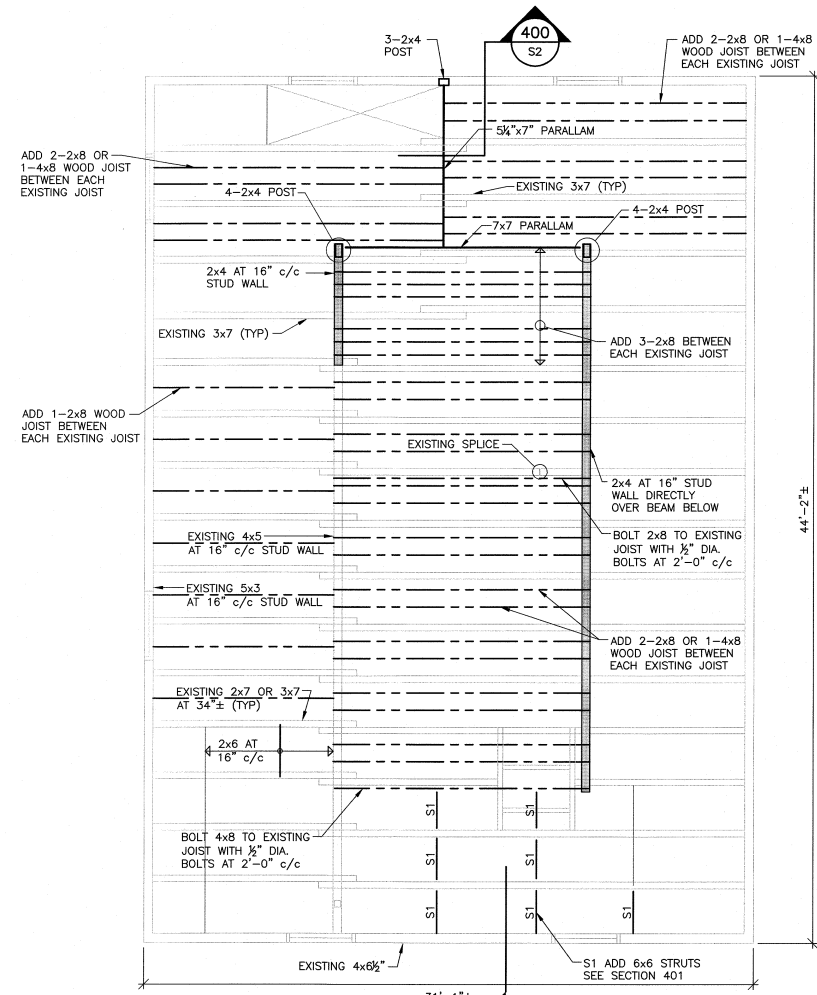 3-2x4
POST
400
S2
ADD 2-2x8 OR 1-4x8
WOOD JOIST BETWEEN
EACH EXISTING JOIST
5¼"x7" PARALLAM
ADD 2-2x8 OR
1-4x8 WOOD JOIST
BETWEEN EACH
EXISTING JOIST
4-2x4 POST
EXISTING 3x7 (TYP)
4-2x4 POST
7x7 PARALLAM
2x4 AT 16" c/c
STUD WALL
EXISTING 3x7 (TYP)
ADD 3-2x8 BETWEEN
EACH EXISTING JOIST
ADD 1-2x8 WOOD
JOIST BETWEEN
EACH EXISTING JOIST
EXISTING SPLICE
2x4 AT 16" STUD
WALL DIRECTLY
OVER BEAM BELOW
44'-2"±
EXISTING 4x5
AT 16" c/c STUD WALL
BOLT 2x8 TO EXISTING
JOIST WITH ½" DIA.
BOLTS AT 2'-0" c/c
EXISTING 5x3
AT 16" c/c STUD WALL
ADD 2-2x8 OR 1-4x8
WOOD JOIST BETWEEN
EACH EXISTING JOIST
EXISTING 2x7 OR 3x7
AT 34"± (TYP)
2x6 AT
16" c/c
S1
S1
BOLT 4x8 TO EXISTING
JOIST WITH ½" DIA.
BOLTS AT 2'-0" c/c
S1
S1
S1
S1
S1
EXISTING 4x6½"
S1 ADD 6x6 STRUTS
SEE SECTION 401